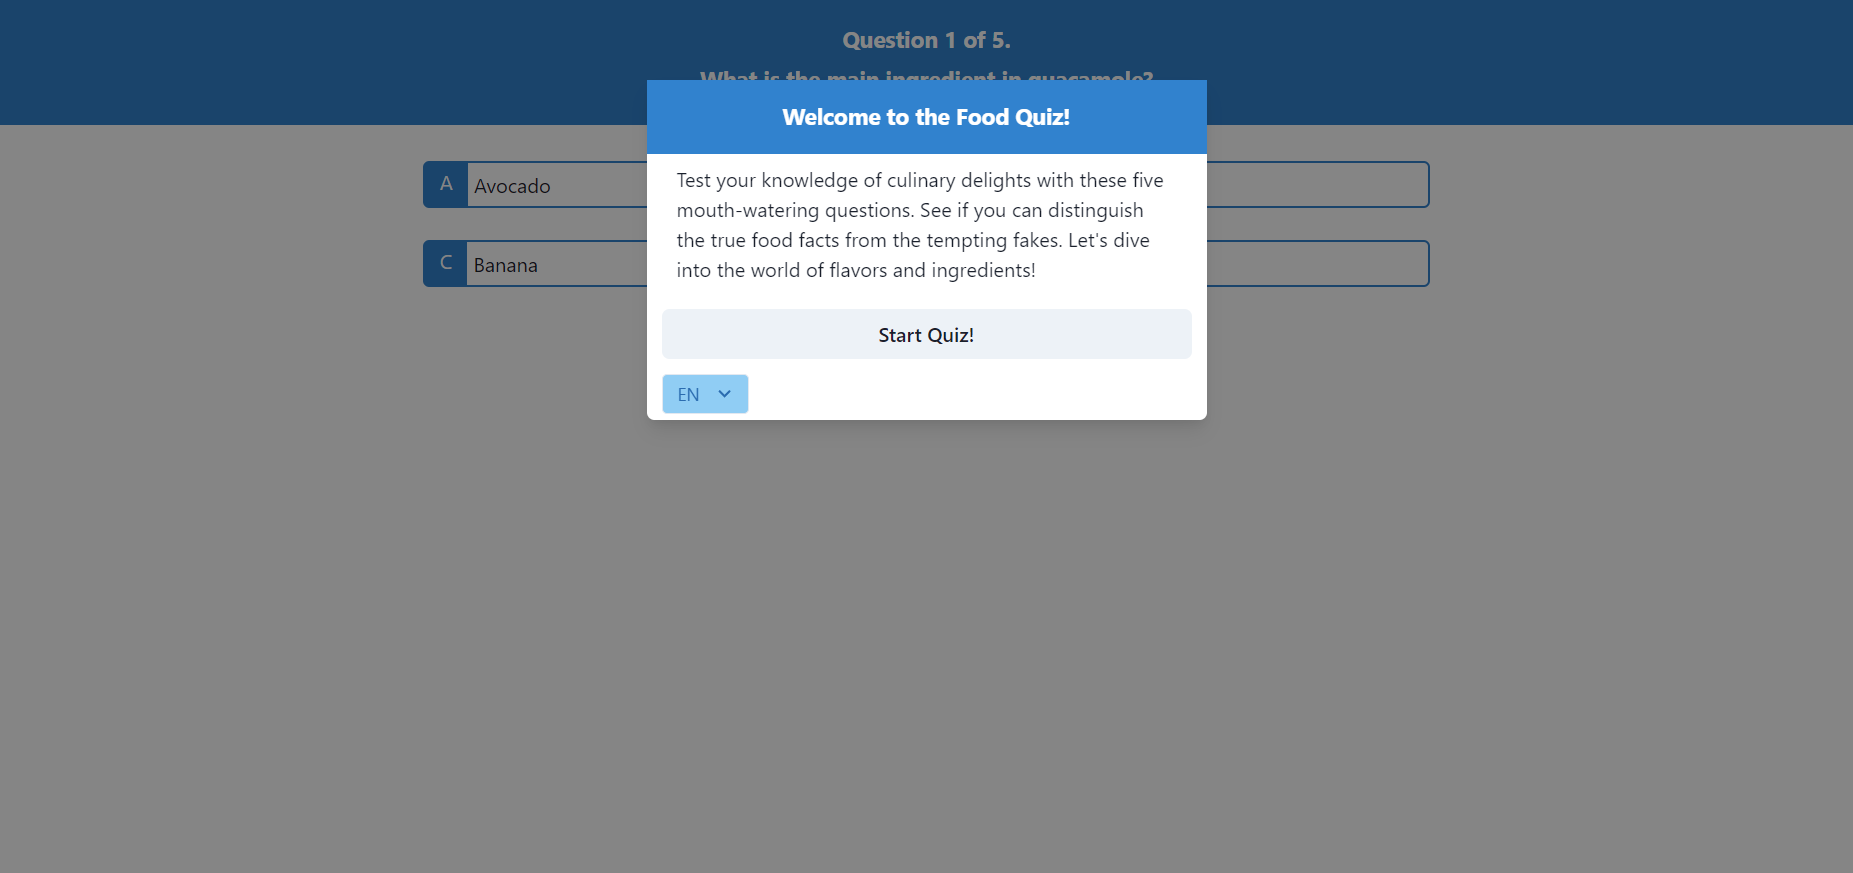 Question 1 of 5.
What is the main ingredient in guacamole?
Welcome to the Food Quiz!
Test your knowledge of culinary delights with these five
mouth-watering questions. See if you can distinguish
the true food facts from the tempting fakes. Let's dive
into the world of flavors and ingredients!
Start Quiz!
EN
A Avocado
C Banana